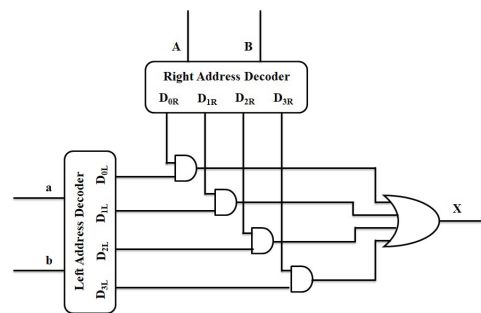 A B
Right Address Decoder
D0R D1R D2R D3R
a
b
Left Address Decoder
D0L
D1L
D2L
D3L
X